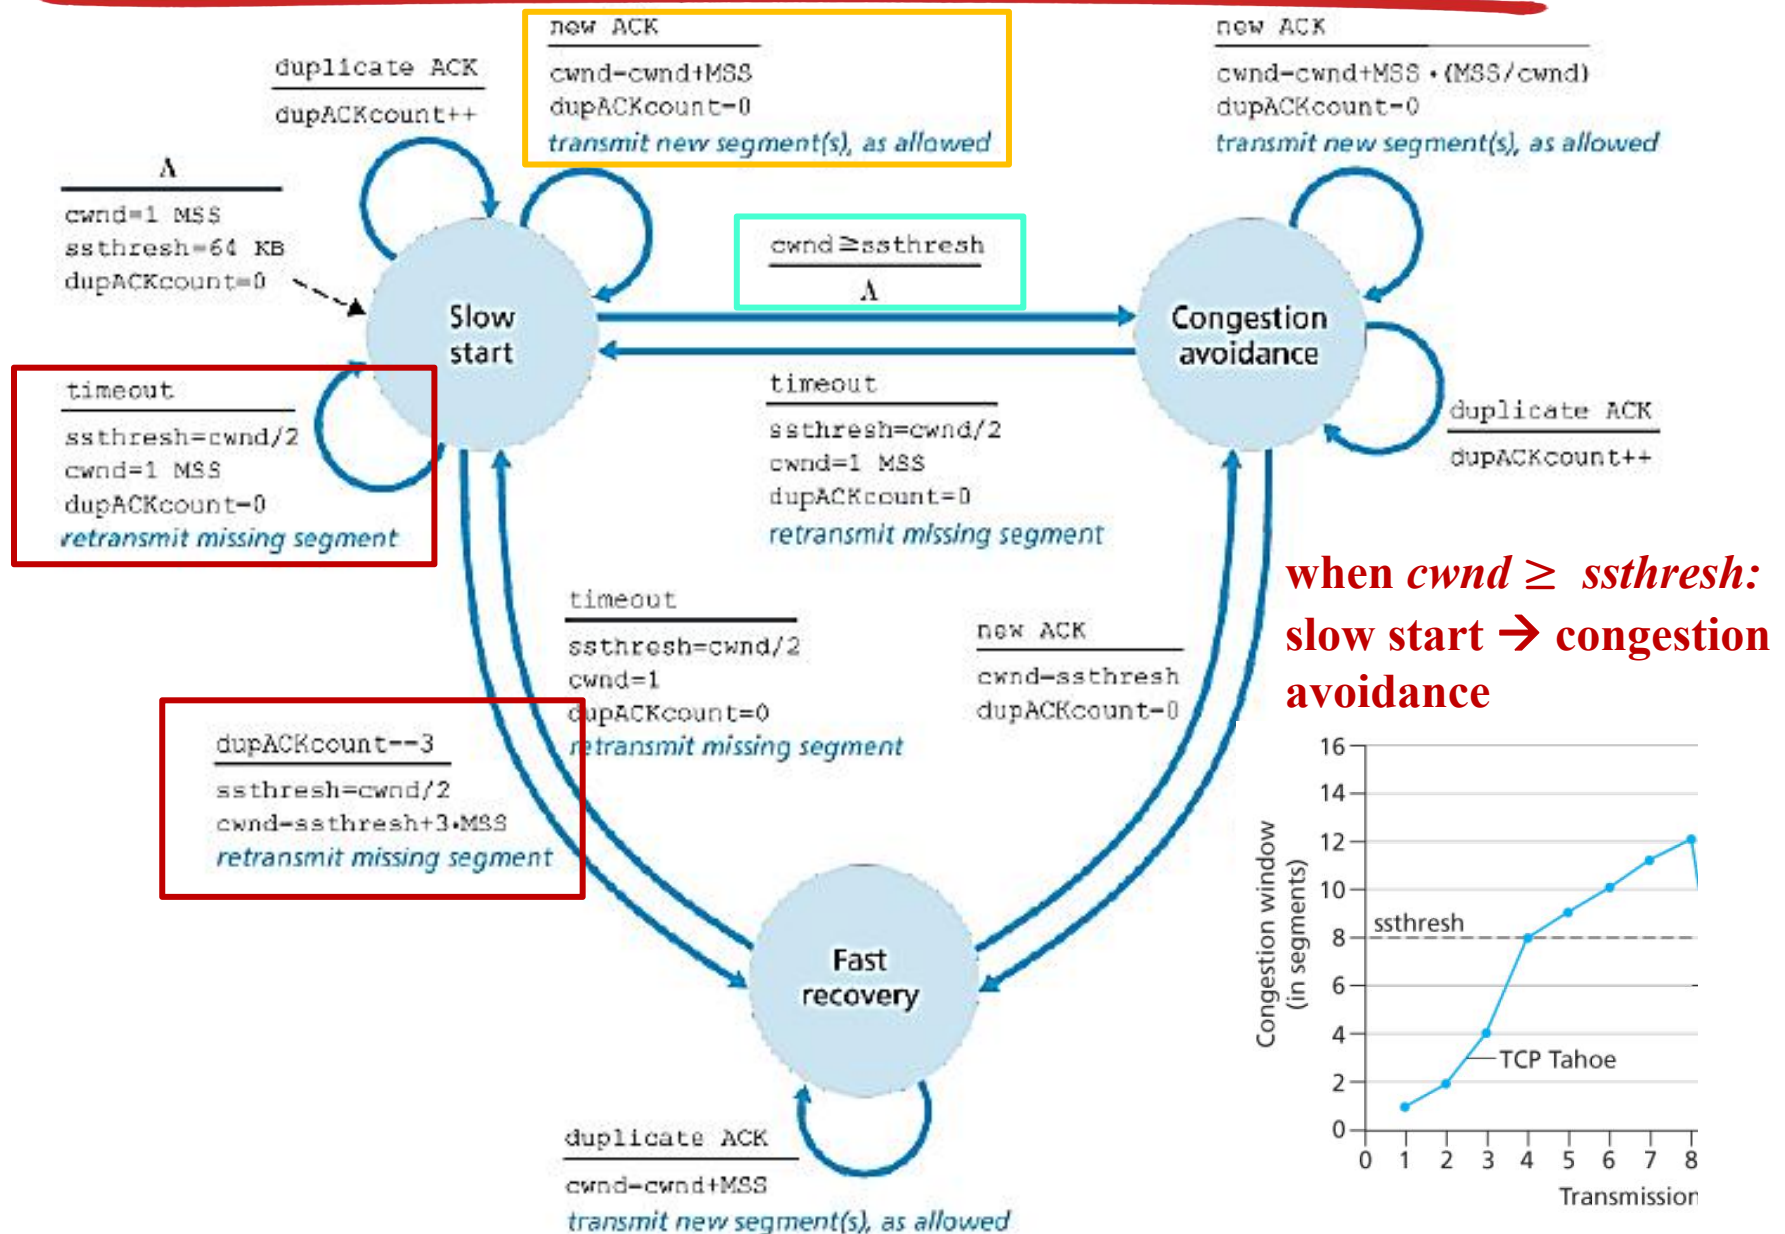 new ACK
cwnd=cwnd+MSS
dupACKcount=0
transmit new segment(s), as allowed
new ACK
cwnd=cwnd+MSS•(MSS/cwnd)
dupACKcount=0
transmit new segment(s), as allowed
duplicate ACK
dupACKcount++
Λ
cwnd=1 MSS
ssthresh=64 KB
dupACKcount=0
cwnd≥ssthresh
Λ
Slow
start
Congestion
avoidance
timeout
ssthresh=cwnd/2
cwnd=1 MSS
dupACKcount=0
retransmit missing segment
timeout
ssthresh=cwnd/2
cwnd=1 MSS
dupACKcount=0
retransmit missing segment
duplicate ACK
dupACKcount++
when cwnd ≥ ssthresh:
slow start → congestion
avoidance
timeout
ssthresh=cwnd/2
cwnd=1
dupACKcount=0
retransmit missing segment
new ACK
cwnd=ssthresh
dupACKcount=0
dupACKcount==3
ssthresh=cwnd/2
cwnd=ssthresh+3•MSS
retransmit missing segment
Fast
recovery
duplicate ACK
cwnd=cwnd+MSS
transmit new segment(s), as allowed
16
14
12
10
8
6
4
2
0
Congestion window
(in segments)
ssthresh
TCP Tahoe
0 1 2 3 4 5 6 7 8
Transmission